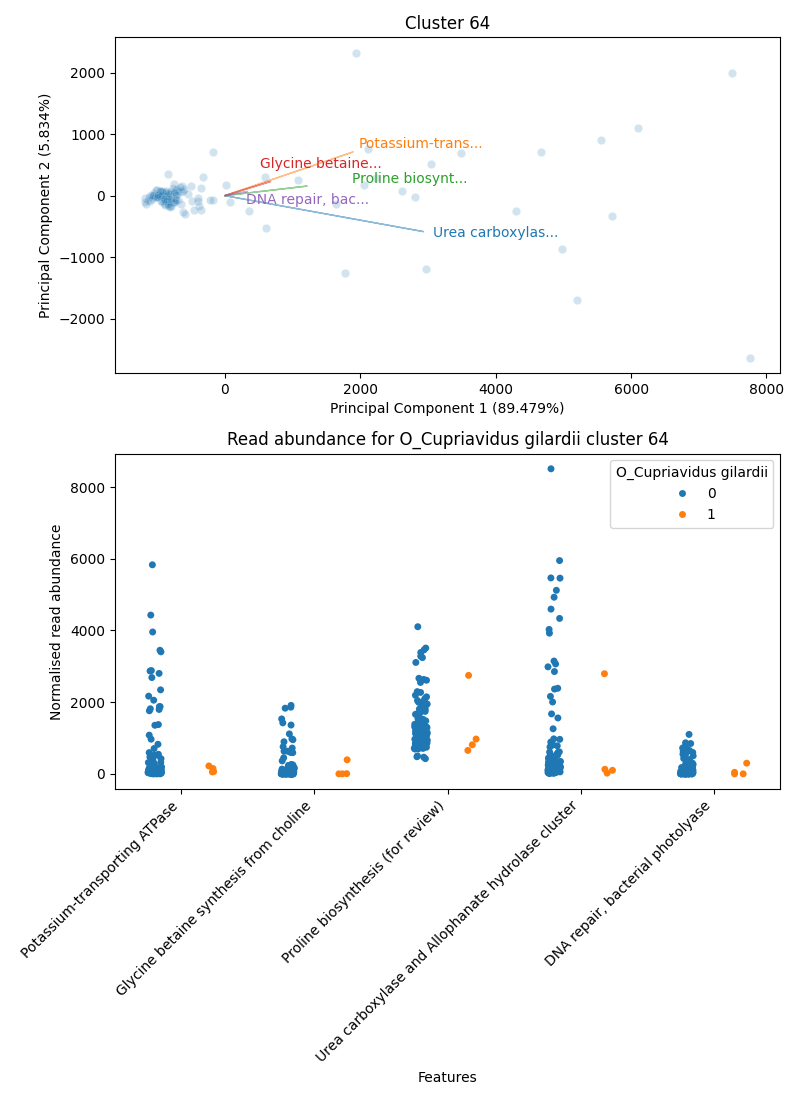 Cluster 64
Principal Component 2 (5.834%)
2000
1000
0
−1000
−2000
Potassium-trans...
Glycine betaine...
Proline biosynt...
DNA repair, bac...
Urea carboxylas...
0 2000 4000 6000 8000
Principal Component 1 (89.479%)
Read abundance for O_Cupriavidus gilardii cluster 64
Normalised read abundance
8000
6000
4000
2000
0
O_Cupriavidus gilardii
0
1
Potassium-transporting ATPase
Glycine betaine synthesis from choline
Proline biosynthesis (for review)
Urea carboxylase and Allophanate hydrolase cluster
DNA repair, bacterial photolyase
Features